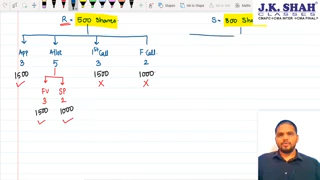 R = 500 Shares
S = 800 Sha
J.K. SHAH
CLASSES
App Allot 1st Call F.Call
3 5 3 2
1500 1500 1000
✓ X X
FV SP
3 2
1500 1000
✓ ✓